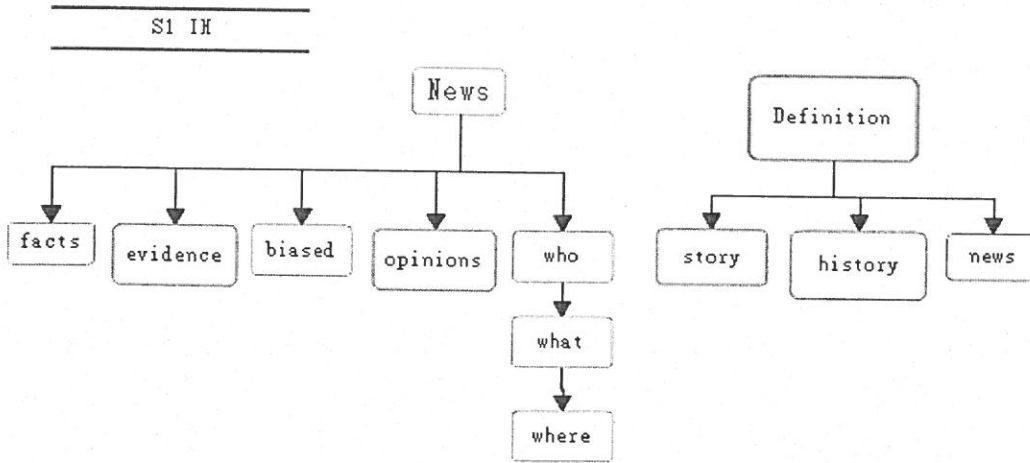 S1 IH
News
Definition
facts
evidence
biased
opinions
who
story
history
news
what
where